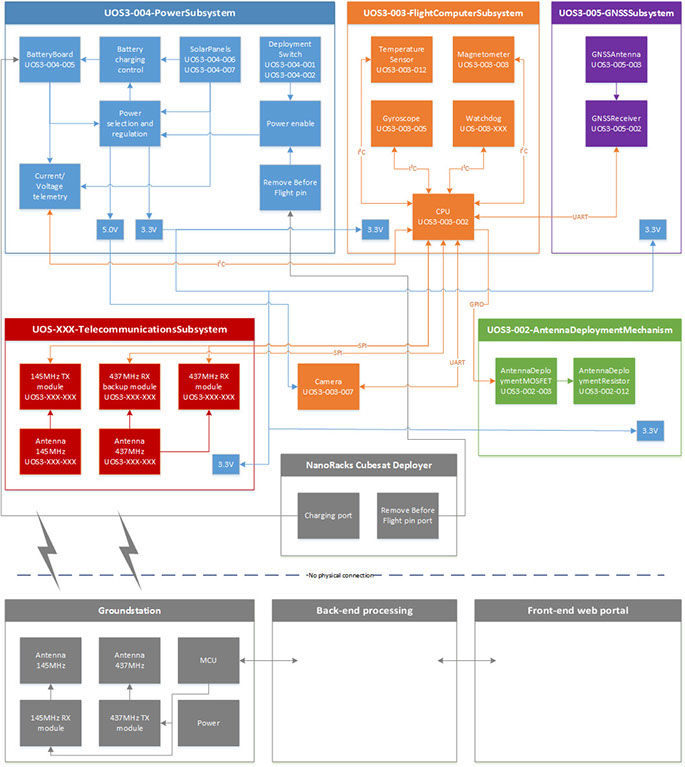 UOS3-004-PowerSubsystem
BatteryBoard
UOS3-004-005
Battery
charging
control
SolarPanels
UOS3-004-006
UOS3-004-007
Deployment
Switch
UOS3-004-001
UOS3-004-002
Power
selection and
regulation
Power enable
Current/
Voltage
telemetry
Remove Before
Flight pin
5.0V
3.3V
I²C
UOS3-003-FlightComputerSubsystem
Temperature
Sensor
UOS3-003-012
Magnetometer
UOS3-003-003
Gyroscope
UOS3-003-005
Watchdog
UOS-003-XXX
I²C
I²C
I²C
I²C
CPU
UOS3-003-002
3.3V
UART
GPIO
UOS3-005-GNSSubsystem
GNSSAntenna
UOS3-005-003
GNSSReceiver
UOS3-005-002
3.3V
UOS-XXX-TelecommunicationsSubsystem
145MHz TX
module
UOS3-XXX-XXX
437MHz RX
backup module
UOS3-XXX-XXX
437MHz RX
module
UOS3-XXX-XXX
Antenna
145MHz
UOS3-XXX-XXX
Antenna
437MHz
UOS3-XXX-XXX
3.3V
SPI
SPI
UART
Camera
UOS3-003-007
UOS3-002-AntennaDeploymentMechanism
AntennaDeplo
ymentMOSFET
UOS3-002-003
AntennaDeplo
ymentResistor
UOS3-002-012
3.3V
NanoRacks Cubesat Deployer
Charging port
Remove Before
Flight pin port
No physical connection
Groundstation
Antenna
145MHz
Antenna
437MHz
MCU
145MHz RX
module
437MHz TX
module
Power
Back-end processing
Front-end web portal